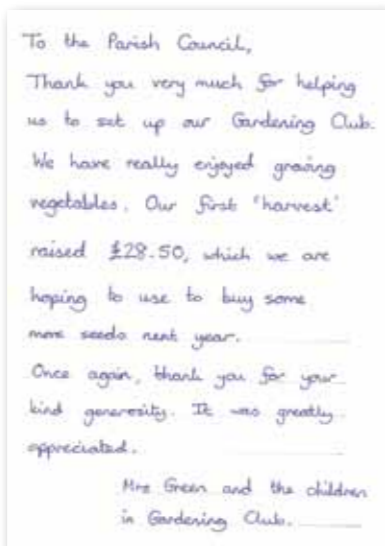 To the Parish Council,
Thank you very much for helping
us to set up our Gardening Club.
We have really enjoyed growing
vegetables. Our first 'harvest'
raised £28.50, which we are
hoping to use to buy some
more seeds next year.
Once again, thank you for your
kind generosity. It was greatly
appreciated.
Mrs Green and the children
in Gardening Club.